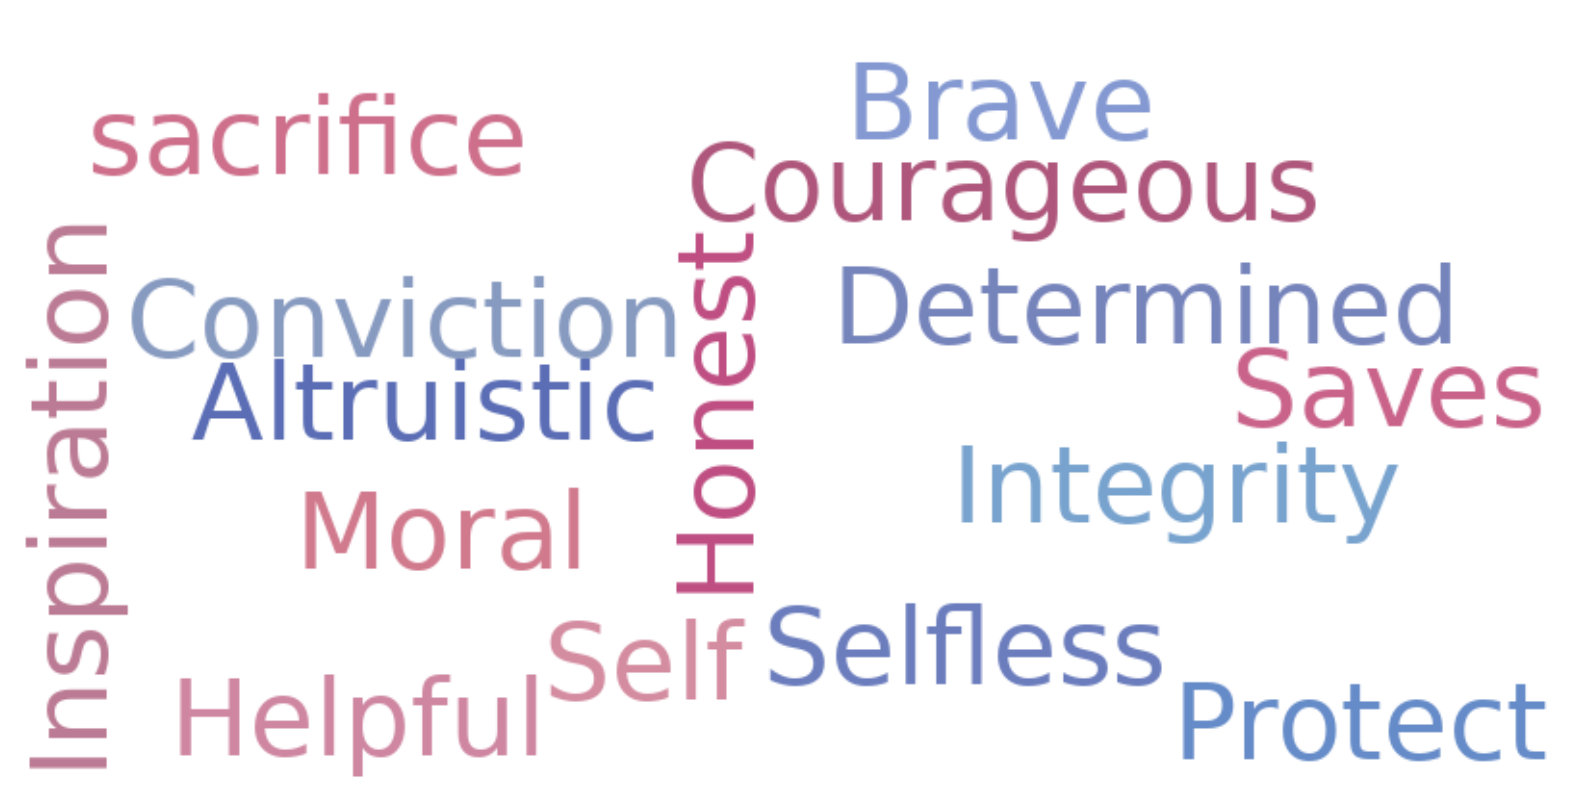 Brave
sacrifice
Courageous
Inspiration
Conviction
Honest
Determined
Altruistic
Saves
Moral
Integrity
Self
Selfless
Helpful
Protect